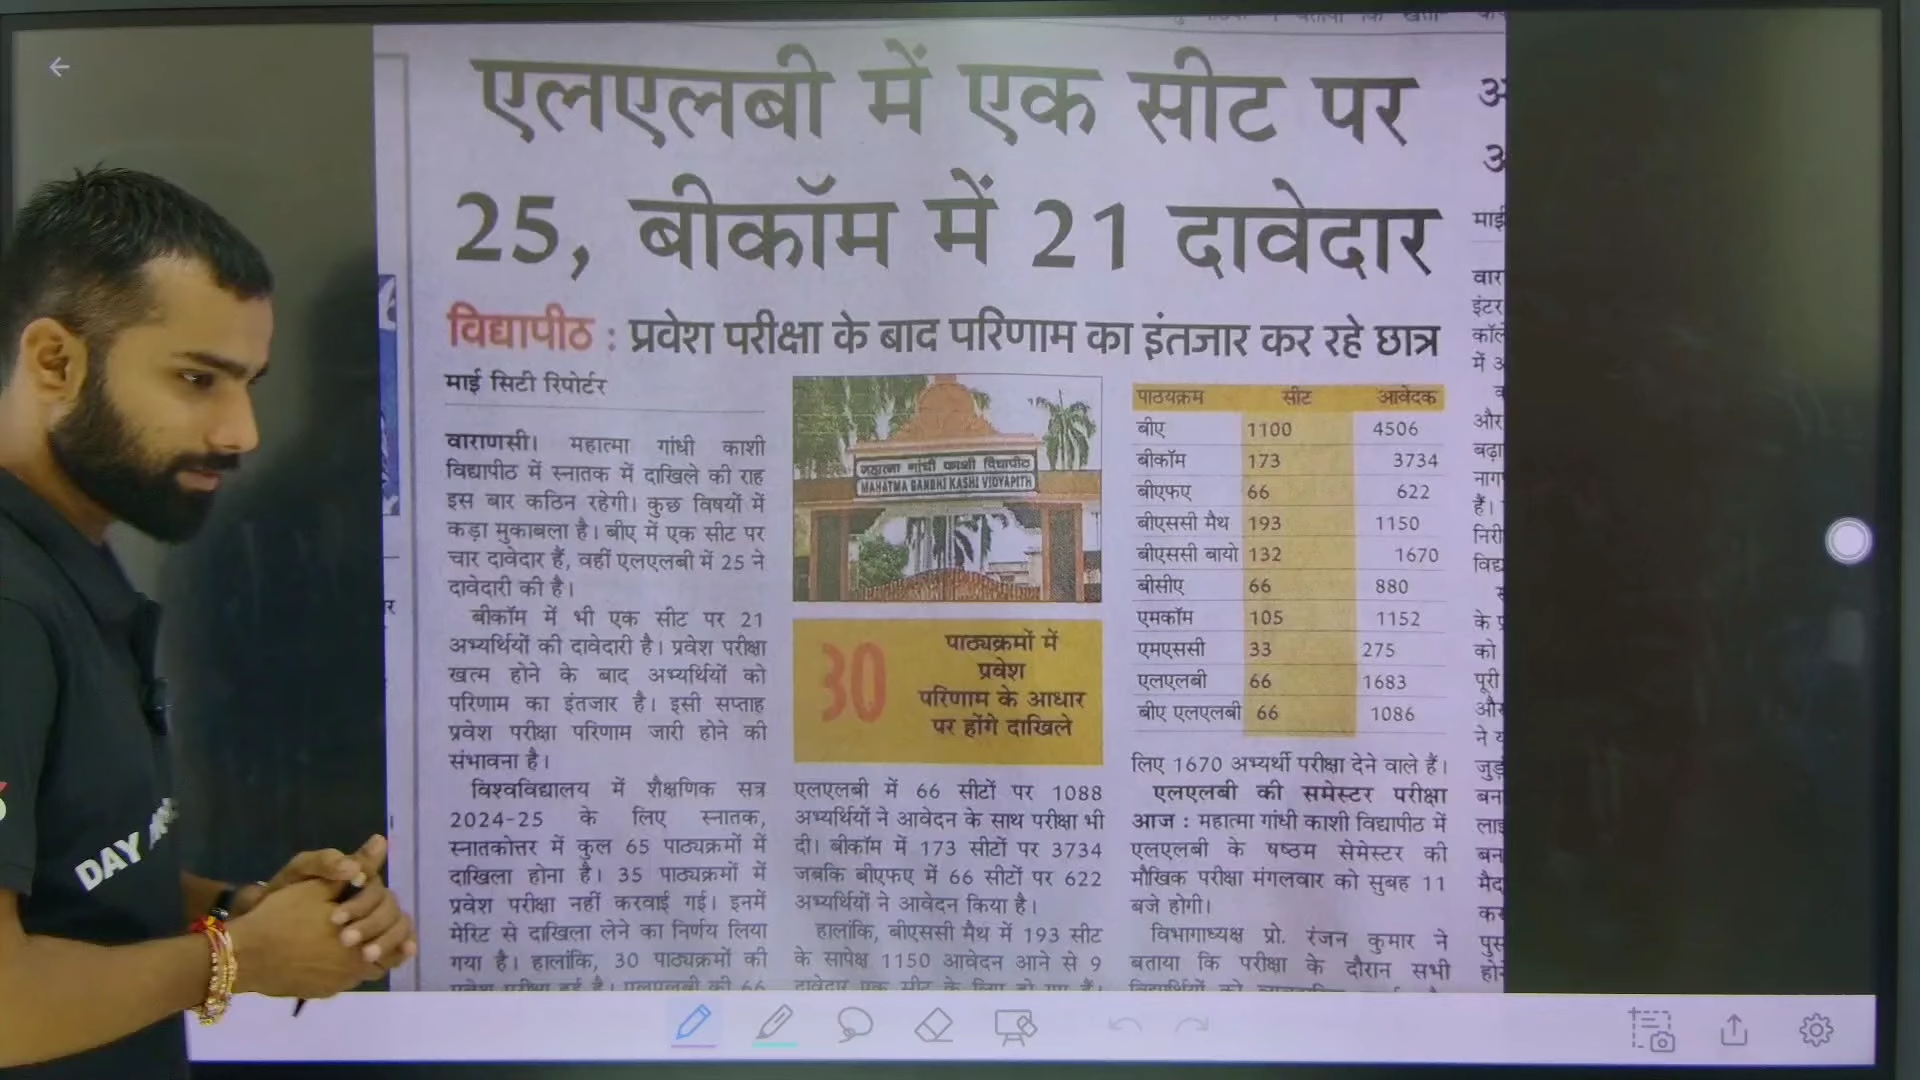 एलएलबी में एक सीट पर
25, बीकॉम में 21 दावेदार
विद्यापीठ : प्रवेश परीक्षा के बाद परिणाम का इंतजार कर रहे छात्र
माई सिटी रिपोर्टर
वाराणसी। महात्मा गांधी काशी
विद्यापीठ में स्नातक में दाखिले की राह
इस बार कठिन रहेगी। कुछ विषयों में
कड़ा मुकाबला है। बीए में एक सीट पर
चार दावेदार हैं, वहीं एलएलबी में 25 ने
दावेदारी की है।
बीकॉम में भी एक सीट पर 21
अभ्यर्थियों की दावेदारी है। प्रवेश परीक्षा
खत्म होने के बाद अभ्यर्थियों को
परिणाम का इंतजार है। इसी सप्ताह
प्रवेश परीक्षा परिणाम जारी होने की
संभावना है।
विश्वविद्यालय में शैक्षणिक सत्र
2024-25 के लिए स्नातक,
स्नातकोत्तर में कुल 65 पाठ्यक्रमों में
दाखिला होना है। 35 पाठ्यक्रमों में
प्रवेश परीक्षा नहीं करवाई गई। इनमें
मेरिट से दाखिला लेने का निर्णय लिया
गया है। हालांकि, 30 पाठ्यक्रमों की
प्रवेश परीक्षा हुई है। एलएलबी की 66
महात्मा गांधी काशी विद्यापीठ
MAHATMA GANDHI KASHI VIDYAPITH
30 पाठ्यक्रमों में
प्रवेश
परिणाम के आधार
पर होंगे दाखिले
एलएलबी में 66 सीटों पर 1088
अभ्यर्थियों ने आवेदन के साथ परीक्षा भी
दी। बीकॉम में 173 सीटों पर 3734
जबकि बीएफए में 66 सीटों पर 622
अभ्यर्थियों ने आवेदन किया है।
हालांकि, बीएससी मैथ में 193 सीट
के सापेक्ष 1150 आवेदन आने से 9
दावेदार एक सीट के लिए हो गए हैं।
पाठयक्रम सीट आवेदक
बीए 1100 4506
बीकॉम 173 3734
बीएफए 66 622
बीएससी मैथ 193 1150
बीएससी बायो 132 1670
बीसीए 66 880
एमकॉम 105 1152
एमएससी 33 275
एलएलबी 66 1683
बीए एलएलबी 66 1086
लिए 1670 अभ्यर्थी परीक्षा देने वाले हैं।
एलएलबी की समेस्टर परीक्षा
आज : महात्मा गांधी काशी विद्यापीठ में
एलएलबी के षष्ठम सेमेस्टर की
मौखिक परीक्षा मंगलवार को सुबह 11
बजे होगी।
विभागाध्यक्ष प्रो. रंजन कुमार ने
बताया कि परीक्षा के दौरान सभी
विद्यार्थियों को
DAY